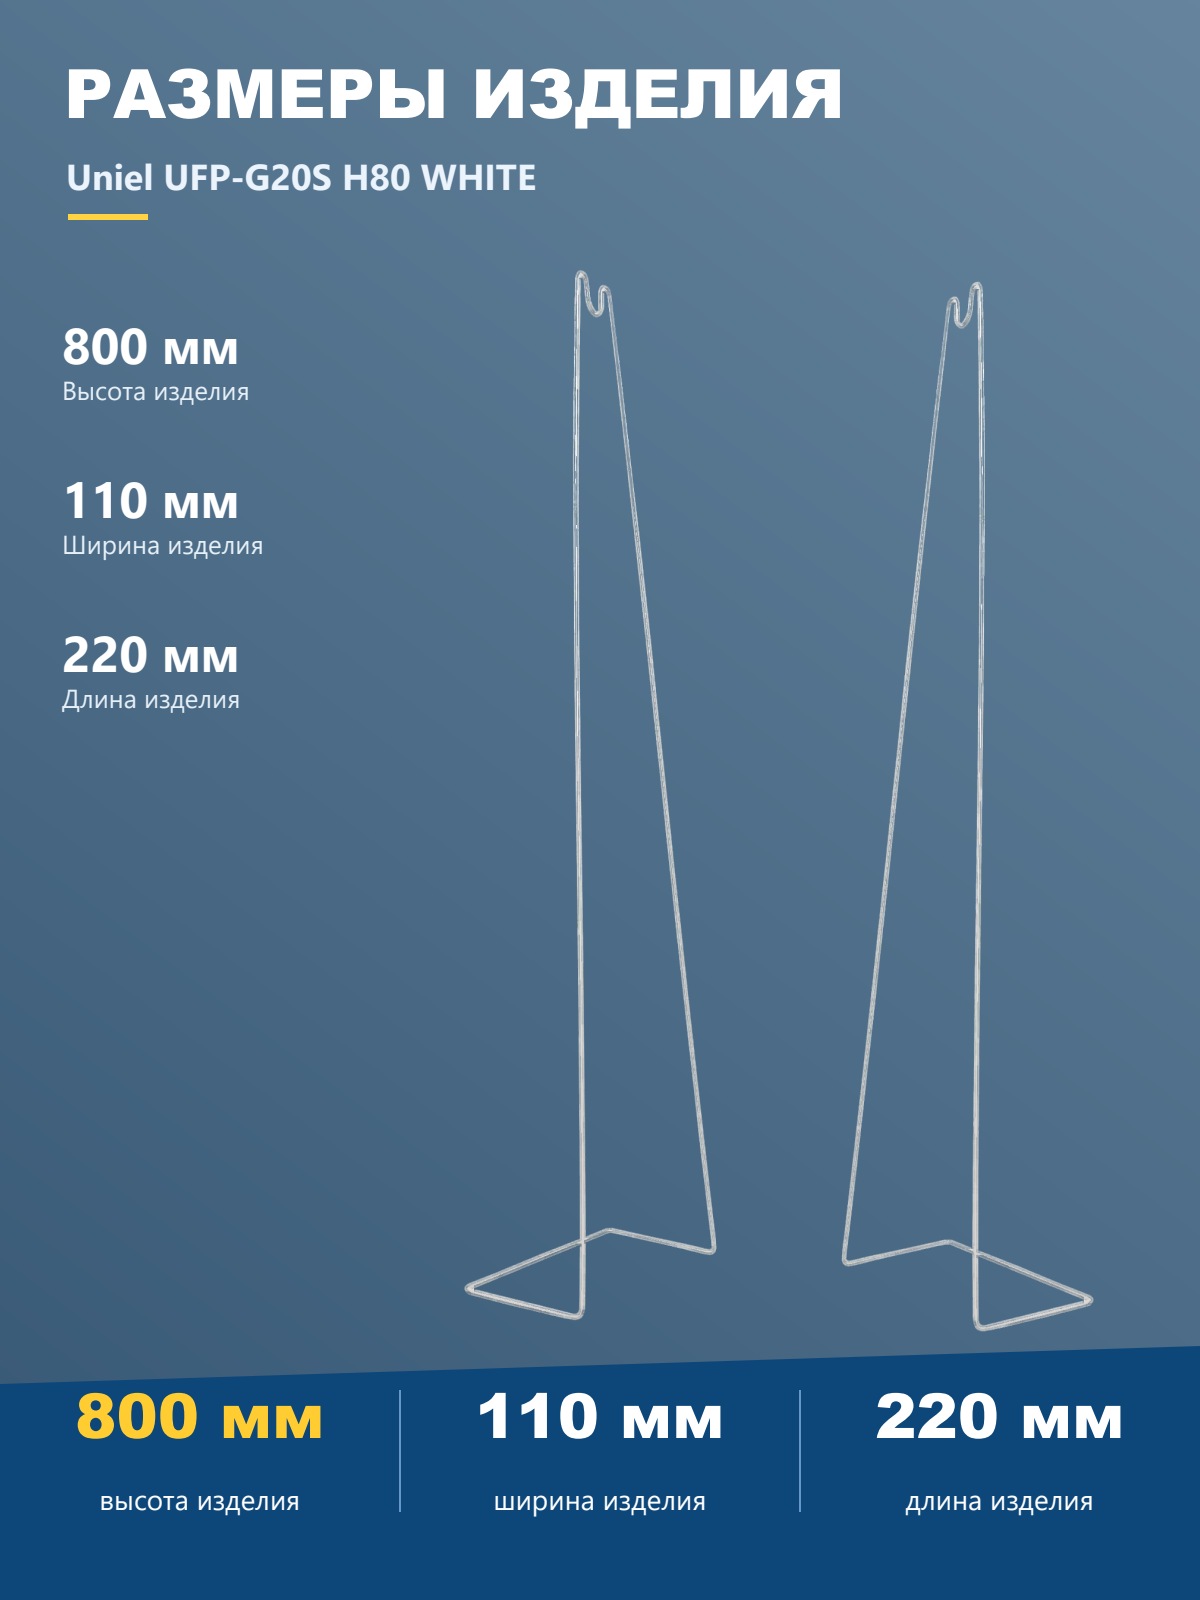 РАЗМЕРЫ ИЗДЕЛИЯ
Uniel UFP-G20S H80 WHITE
800 мм
Высота изделия
110 мм
Ширина изделия
220 мм
Длина изделия
800 мм
110 мм
220 мм
высота изделия
ширина изделия
длина изделия